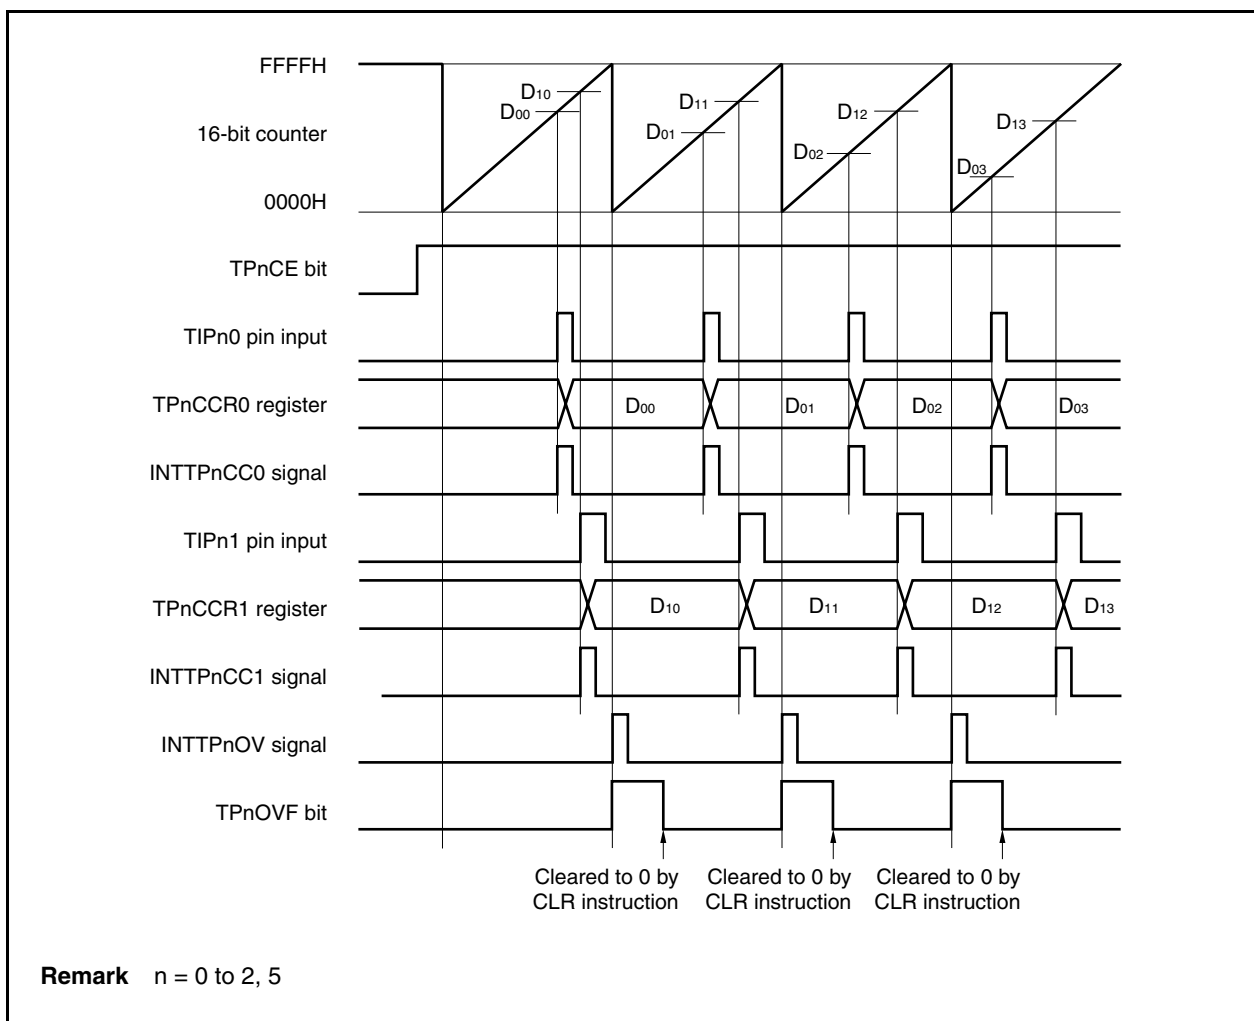 FFFFH
D10
D00
D11
D01
D12
D02
D13
D03
16-bit counter
0000H
TPnCE bit
TIPn0 pin input
TPnCCR0 register
D00
D01
D02
D03
INTTPnCC0 signal
TIPn1 pin input
TPnCCR1 register
D10
D11
D12
D13
INTTPnCC1 signal
INTTPnOV signal
TPnOVF bit
Cleared to 0 by
CLR instruction
Cleared to 0 by
CLR instruction
Cleared to 0 by
CLR instruction
Remark n = 0 to 2, 5